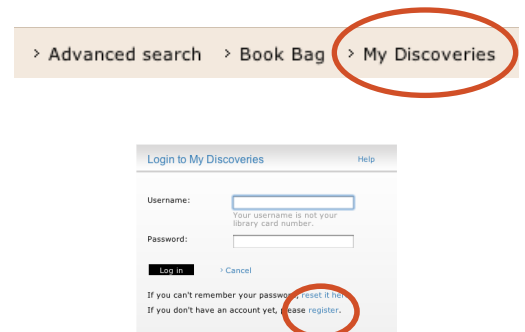 > Advanced search > Book Bag > My Discoveries
Login to My Discoveries Help
Username:
Your username is not your
library card number.
Password:
Log in > Cancel
If you can't remember your password, reset it here
If you don't have an account yet, please register.